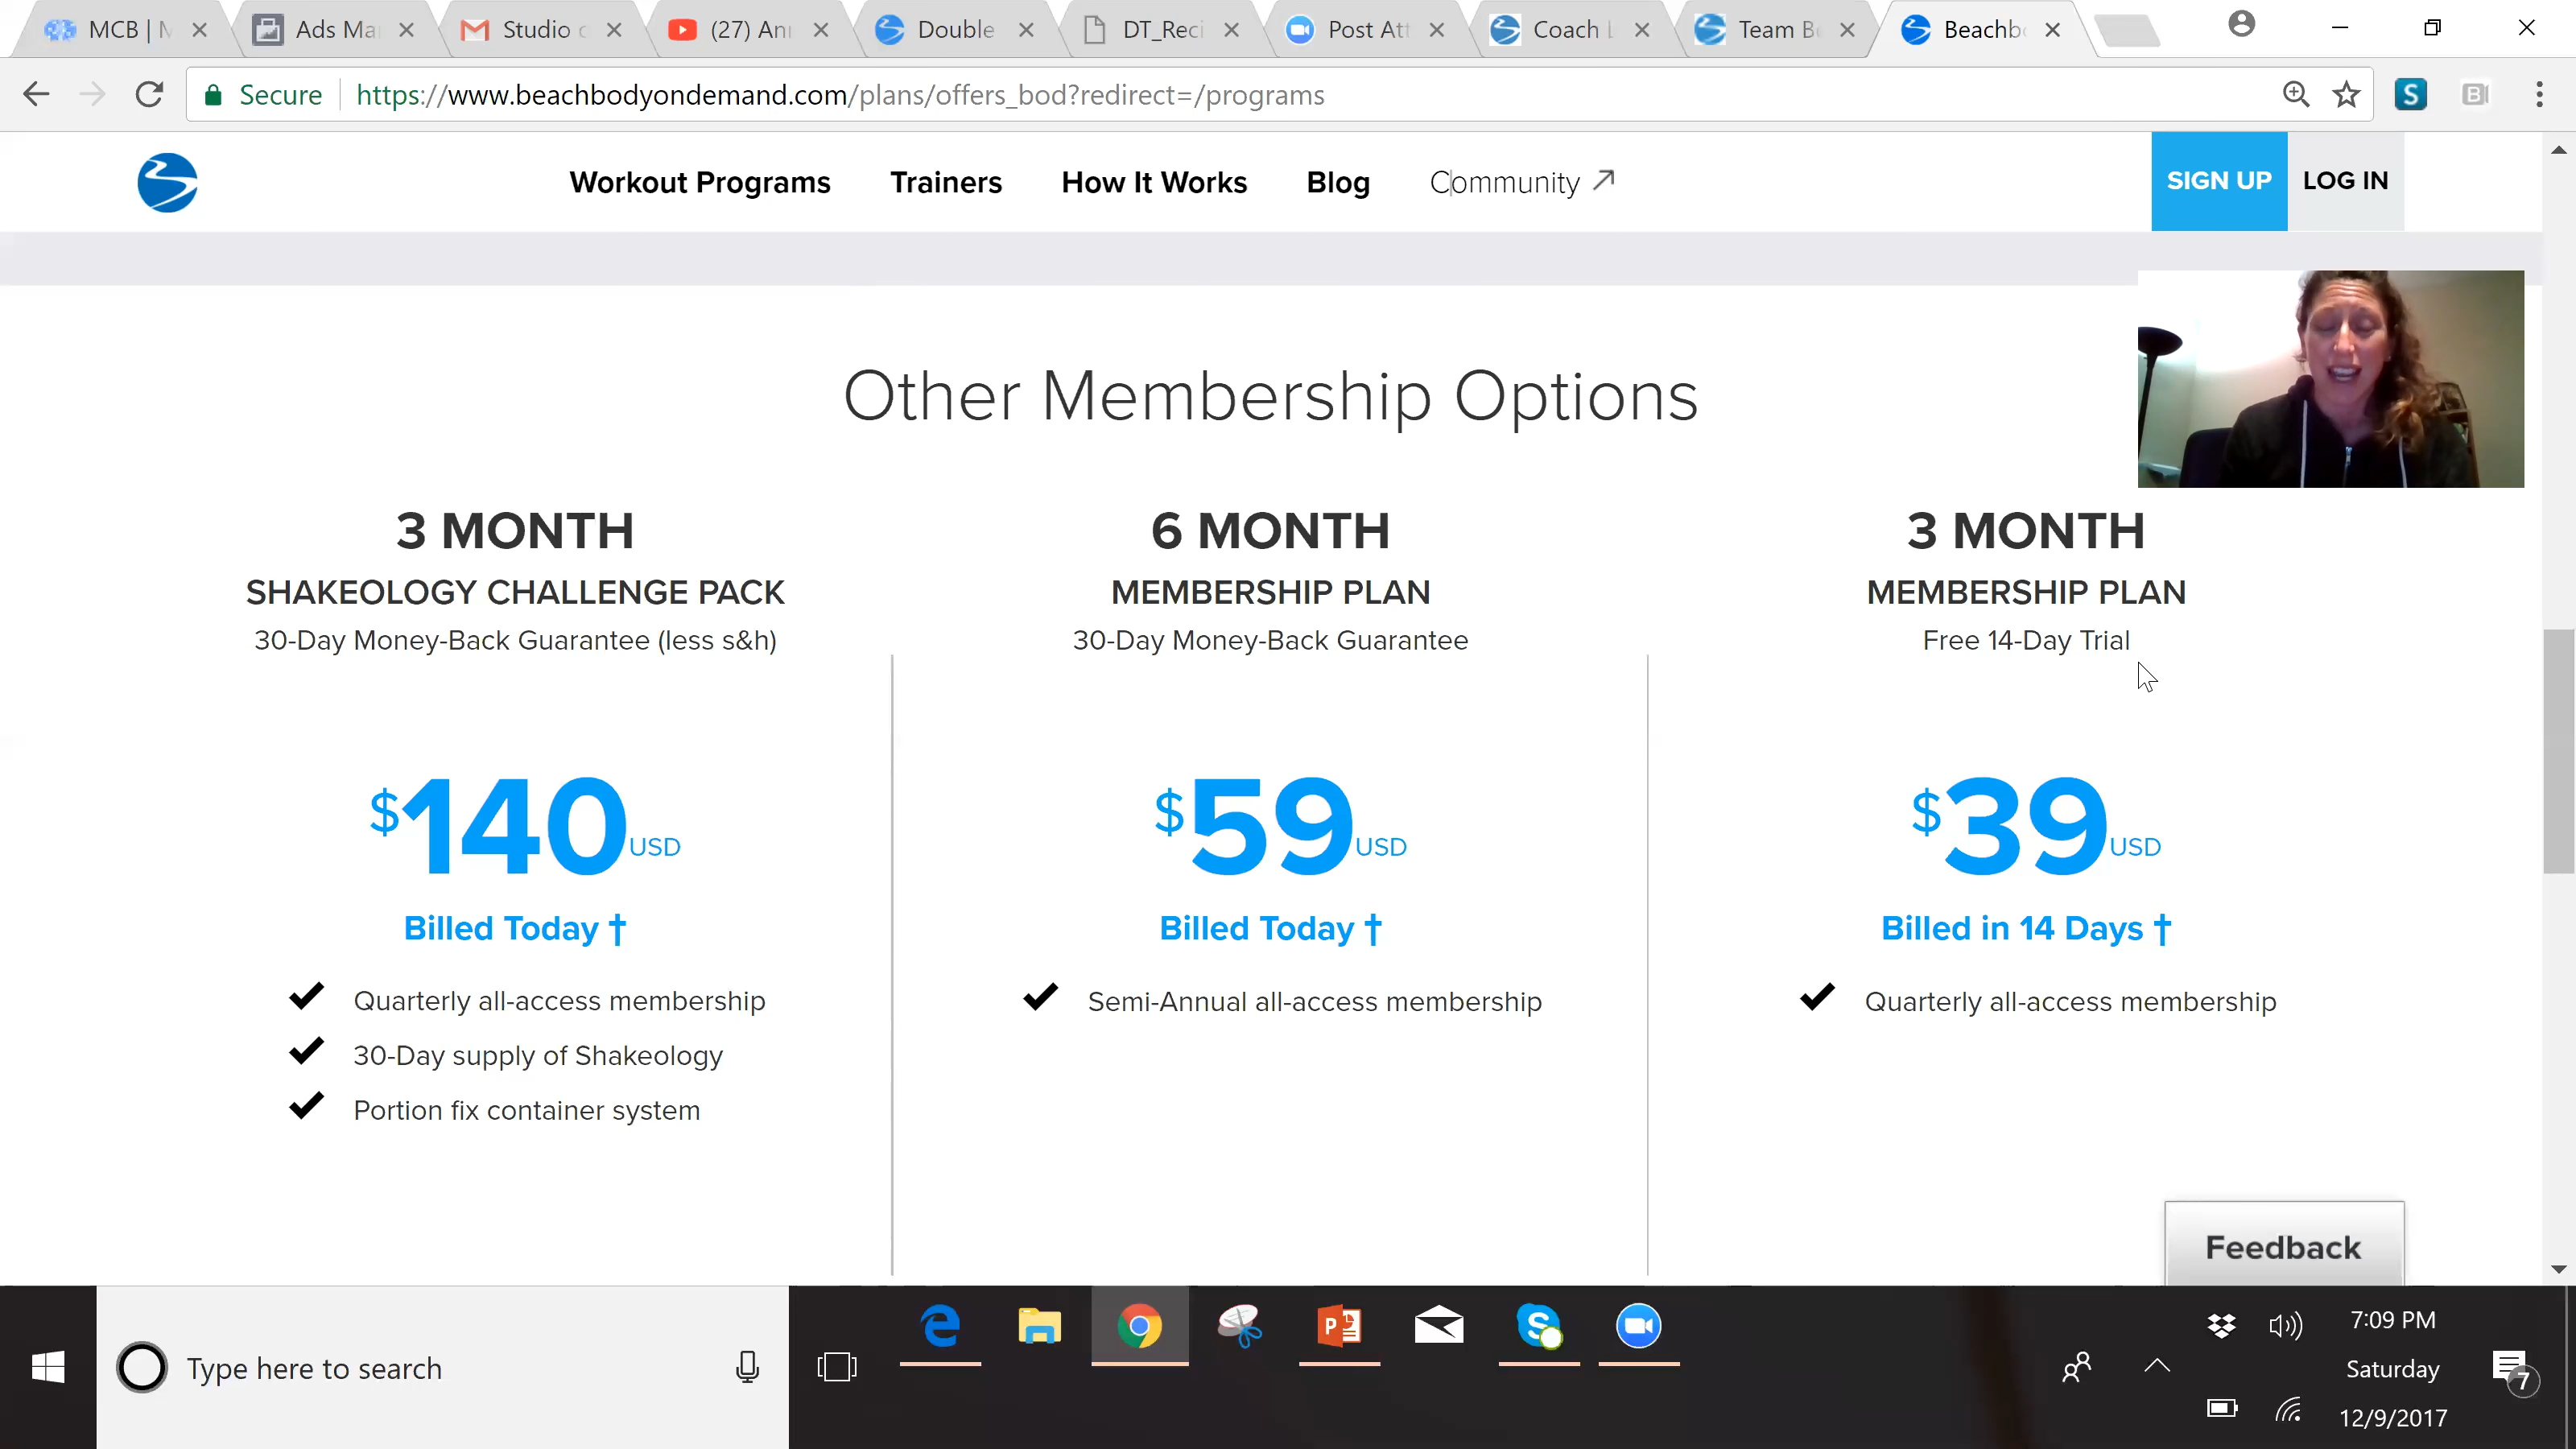 MCB | M
Ads Ma
Studio
(27) An
Double
DT_Reci
Post Att
Coach
Team B
Beachb
Secure
https://www.beachbodyondemand.com/plans/offers_bod?redirect=/programs
S
B
Workout Programs
Trainers
How It Works
Blog
Community
SIGN UP
LOG IN
Other Membership Options
3 MONTH
SHAKEOLOGY CHALLENGE PACK
30-Day Money-Back Guarantee (less s&h)
$140 USD
Billed Today †
Quarterly all-access membership
30-Day supply of Shakeology
Portion fix container system
6 MONTH
MEMBERSHIP PLAN
30-Day Money-Back Guarantee
$59 USD
Billed Today †
Semi-Annual all-access membership
3 MONTH
MEMBERSHIP PLAN
Free 14-Day Trial
$39 USD
Billed in 14 Days †
Quarterly all-access membership
Feedback
Type here to search
7:09 PM
Saturday
12/9/2017
7